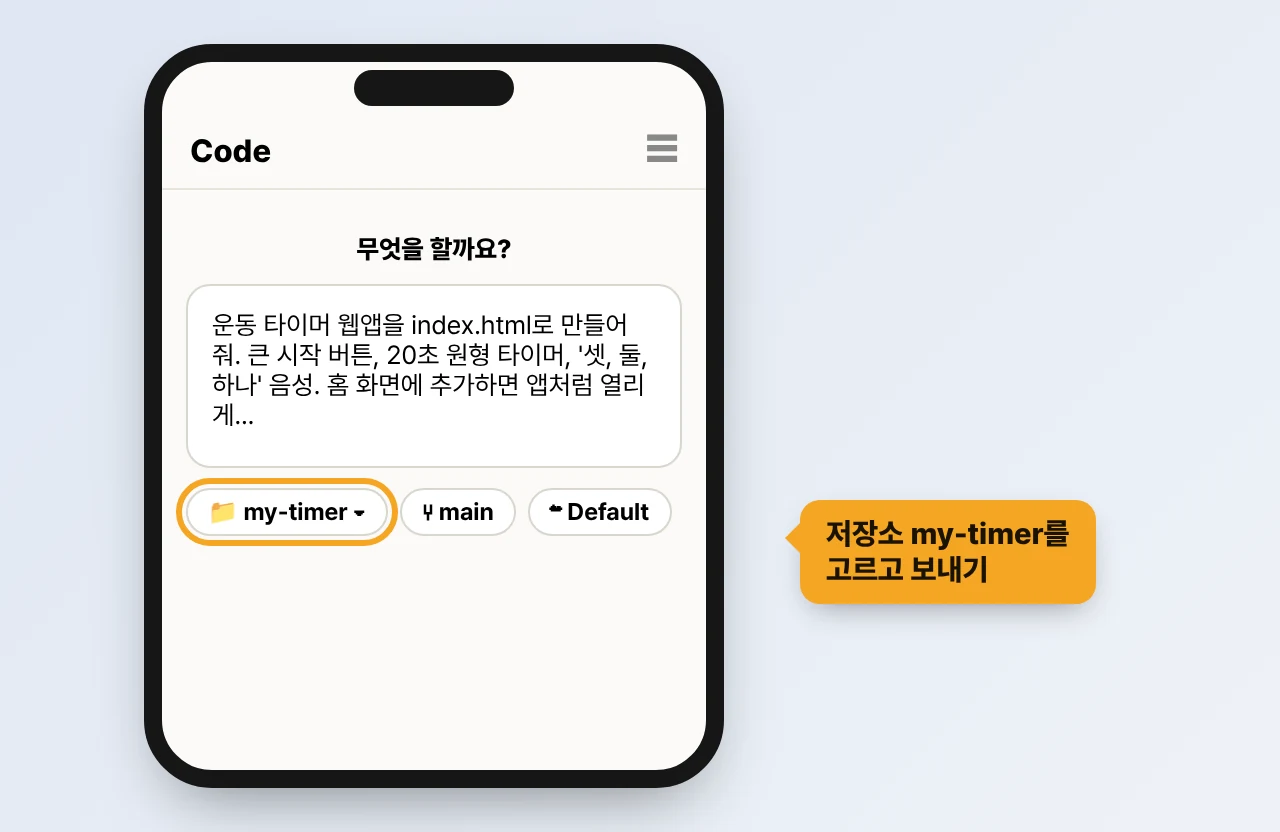 Code
무엇을 할까요?
운동 타이머 웹앱을 index.html로 만들어
줘. 큰 시작 버튼, 20초 원형 타이머, '셋, 둘,
하나' 음성. 홈 화면에 추가하면 앱처럼 열리
게...
my-timer
main
Default
저장소 my-timer를
고르고 보내기